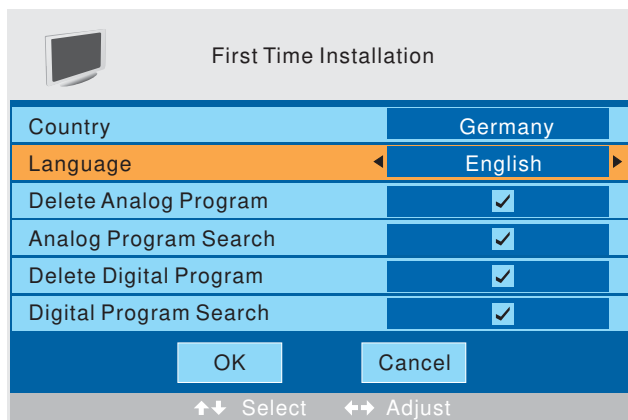 First Time Installation
Country Germany
Language English
Delete Analog Program
Analog Program Search
Delete Digital Program
Digital Program Search
OK Cancel
Select Adjust